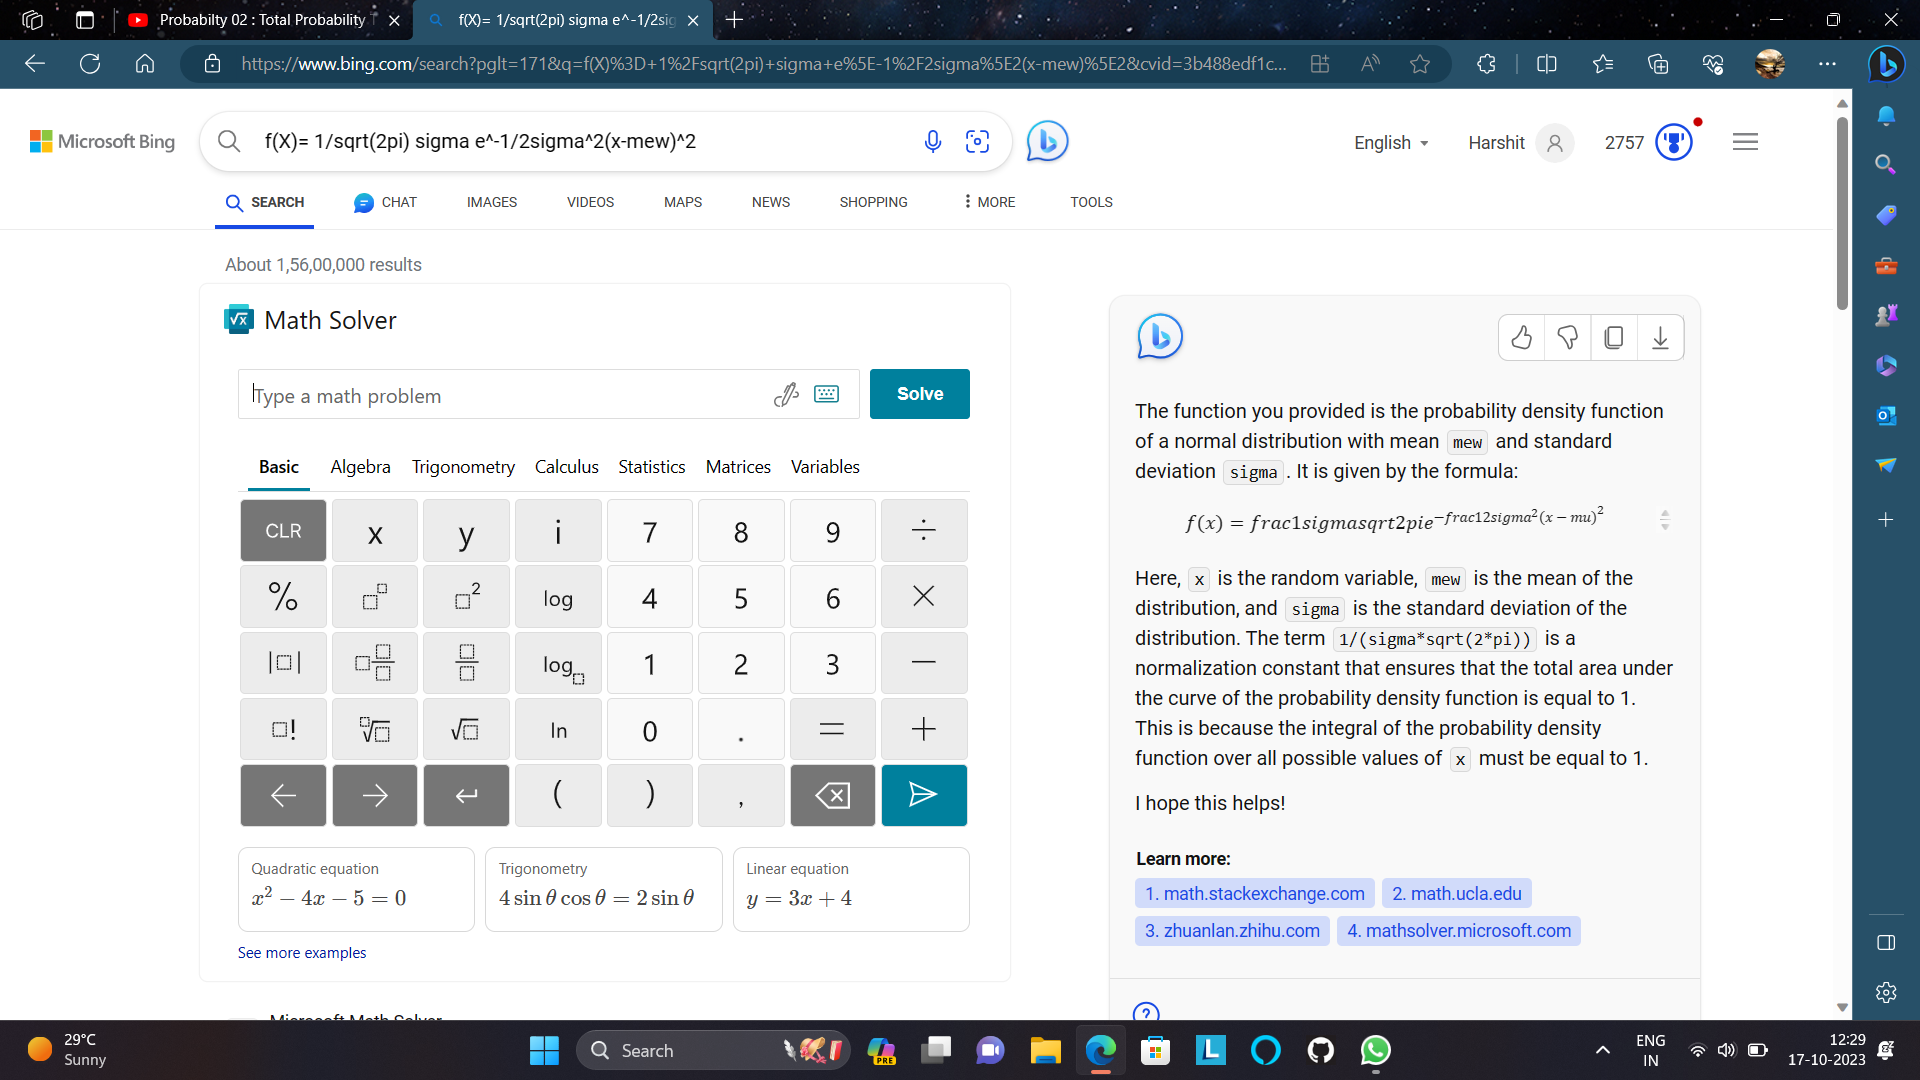 Probabilty 02 : Total Probability
f(X)= 1/sqrt(2pi) sigma e^-1/2sig
https://www.bing.com/search?pglt=171&q=f(X)%3D+1%2Fsqrt(2pi)+sigma+e%5E-1%2F2sigma%5E2(x-mew)%5E2&cvid=3b488edf1c...
Microsoft Bing
f(X)= 1/sqrt(2pi) sigma e^-1/2sigma^2(x-mew)^2
English
Harshit
2757
SEARCH
CHAT
IMAGES
VIDEOS
MAPS
NEWS
SHOPPING
MORE
TOOLS
About 1,56,00,000 results
Math Solver
Type a math problem
Solve
Basic Algebra Trigonometry Calculus Statistics Matrices Variables
CLR x y i 7 8 9 ÷
% □^□ □² log 4 5 6 ×
|□| □□/□ □/□ log□ 1 2 3 −
□! □√□ √□ ln 0 . = +
← → ↵ ( ) ,
Quadratic equation
x² − 4x − 5 = 0
Trigonometry
4 sin θ cos θ = 2 sin θ
Linear equation
y = 3x + 4
See more examples
Microsoft Math Solver
The function you provided is the probability density function
of a normal distribution with mean mew and standard
deviation sigma . It is given by the formula:
f(x) = frac1sigmasqrt2pie^−frac12sigma²(x−mu)²
Here, x is the random variable, mew is the mean of the
distribution, and sigma is the standard deviation of the
distribution. The term 1/(sigma*sqrt(2*pi)) is a
normalization constant that ensures that the total area under
the curve of the probability density function is equal to 1.
This is because the integral of the probability density
function over all possible values of x must be equal to 1.
I hope this helps!
Learn more:
1. math.stackexchange.com 2. math.ucla.edu
3. zhuanlan.zhihu.com 4. mathsolver.microsoft.com
?
29°C
Sunny
Search
PRE
L
ENG
IN
12:29
17-10-2023